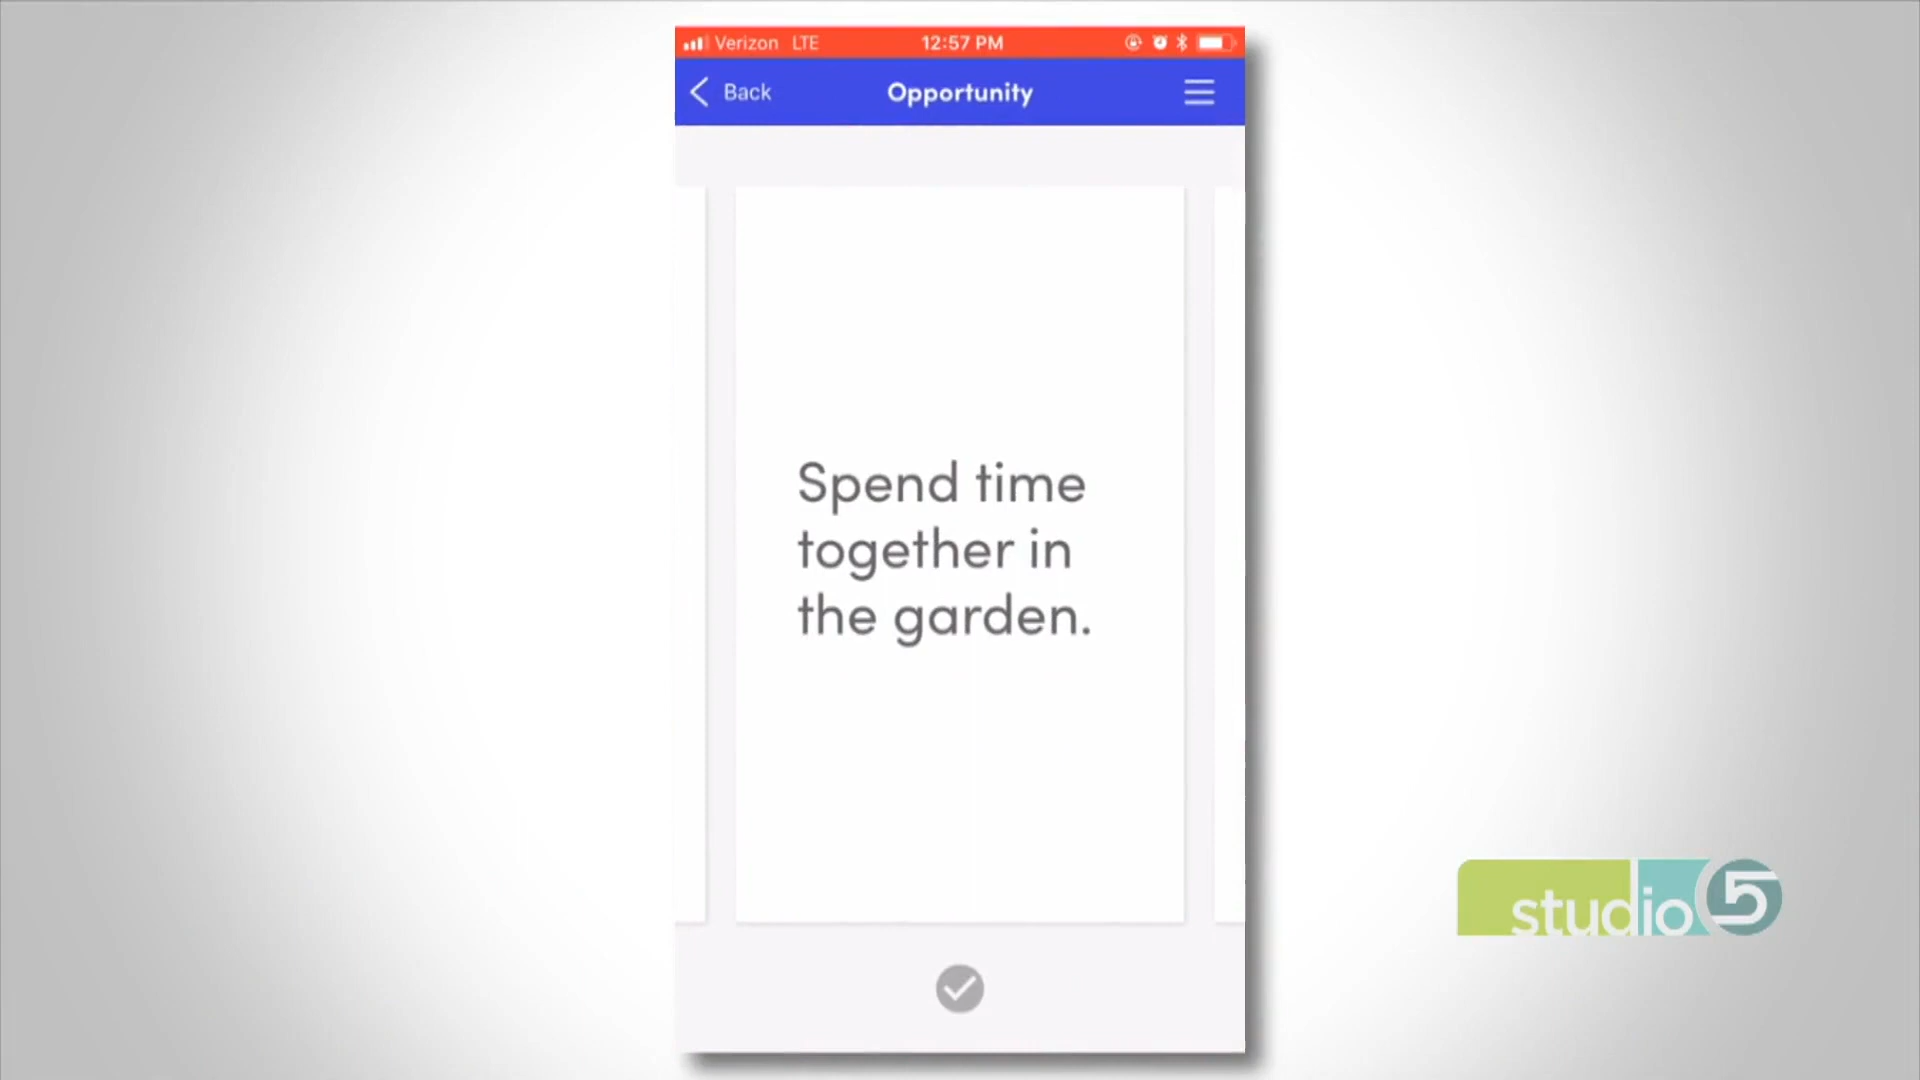 Verizon LTE 12:57 PM
Back Opportunity
Spend time
together in
the garden.
studio 5